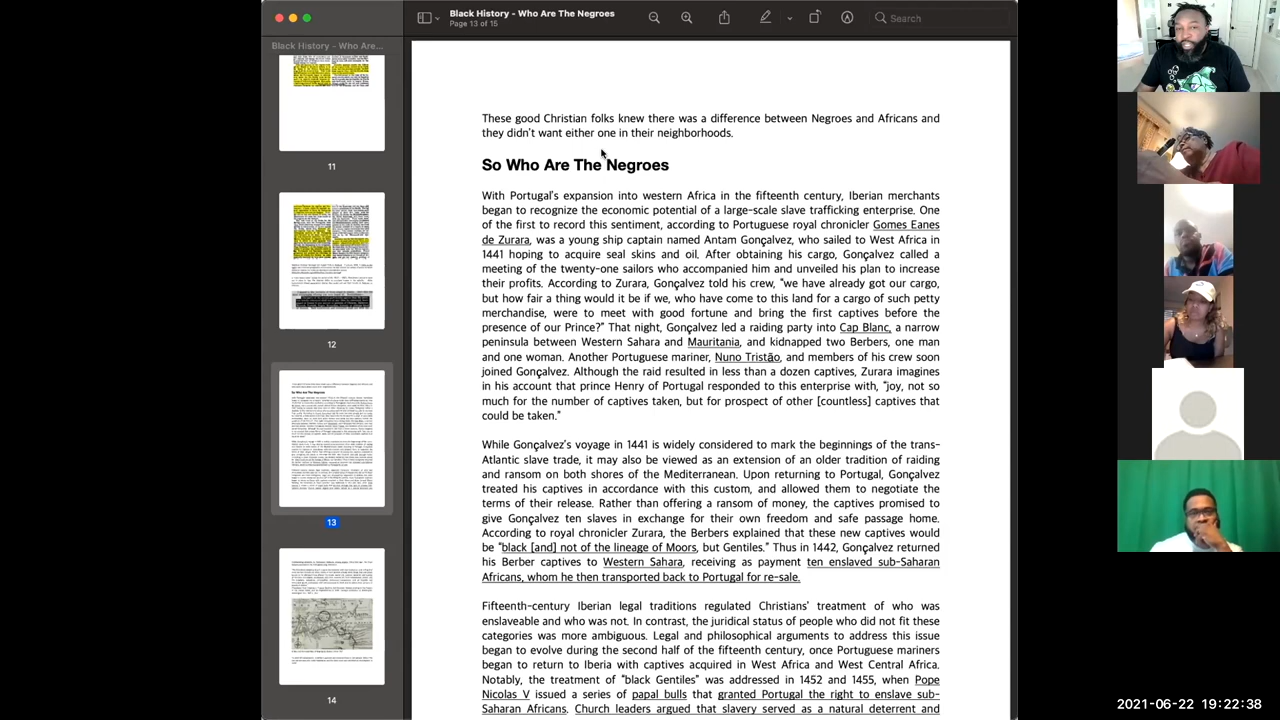 Black History - Who Are The Negroes
Page 13 of 15
Search
Black History - Who Are...
11
12
13
14
These good Christian folks knew there was a difference between Negroes and Africans and
they didn't want either one in their neighborhoods.
So Who Are The Negroes
With Portugal's expansion into western Africa in the fifteenth century, Iberian merchants
began to recognize the economic potential of a large-scale slave trafficking enterprise. One
of the first to record this sentiment, according to Portuguese royal chronicler Gomes Eanes
de Zurara, was a young ship captain named Antam Gonçalvez, who sailed to West Africa in
1441 hoping to acquire seal skins and oil. After obtaining his cargo, Gonçalvez called a
meeting of the twenty-one sailors who accompanied him and unveiled his plan to increase
their profits. According to Zurara, Gonçalvez told his crew, "we have already got our cargo,
but how fair a thing would it be if we, who have come to this land for a cargo of such petty
merchandise, were to meet with good fortune and bring the first captives before the
presence of our Prince?" That night, Gonçalvez led a raiding party into Cap Blanc, a narrow
peninsula between Western Sahara and Mauritania, and kidnapped two Berbers, one man
and one woman. Another Portuguese mariner, Nuno Tristão, and members of his crew soon
joined Gonçalvez. Although the raid resulted in less than a dozen captives, Zurara imagines
in his account that prince Henry of Portugal responded to this enterprise with, "joy, not so
much for the number of captives taken, but for prospect of other [countless] captives that
could be taken."
While Gonçalvez' voyage in 1441 is widely considered to mark the beginnings of the trans-
Atlantic slave trade, it may also be viewed as an extension of an older tradition of raiding
and ransom on both shores of the Mediterranean. Upon returning to Portugal, Gonçalvez
treated his captives in accordance with this custom, and allowed them to negotiate the
terms of their release. Rather than offering a ransom of money, the captives promised to
give Gonçalvez ten slaves in exchange for their own freedom and safe passage home.
According to royal chronicler Zurara, the Berbers explained that these new captives would
be "black [and] not of the lineage of Moors, but Gentiles." Thus in 1442, Gonçalvez returned
his Berber captives to Western Sahara, receiving as payment ten enslaved sub-Saharan
Africans, whom he then transported back to Portugal for re-sale.
Fifteenth-century Iberian legal traditions regulated Christians' treatment of who was
enslaveable and who was not. In contrast, the juridical status of people who did not fit these
categories was more ambiguous. Legal and philosophical arguments to address this issue
began to evolve in the second half of the fifteenth century, once Portuguese mariners
began to return to Iberia with captives acquired in West Africa and West Central Africa.
Notably, the treatment of "black Gentiles" was addressed in 1452 and 1455, when Pope
Nicolas V issued a series of papal bulls that granted Portugal the right to enslave sub-
Saharan Africans. Church leaders argued that slavery served as a natural deterrent and
2021-06-22 19:22:38